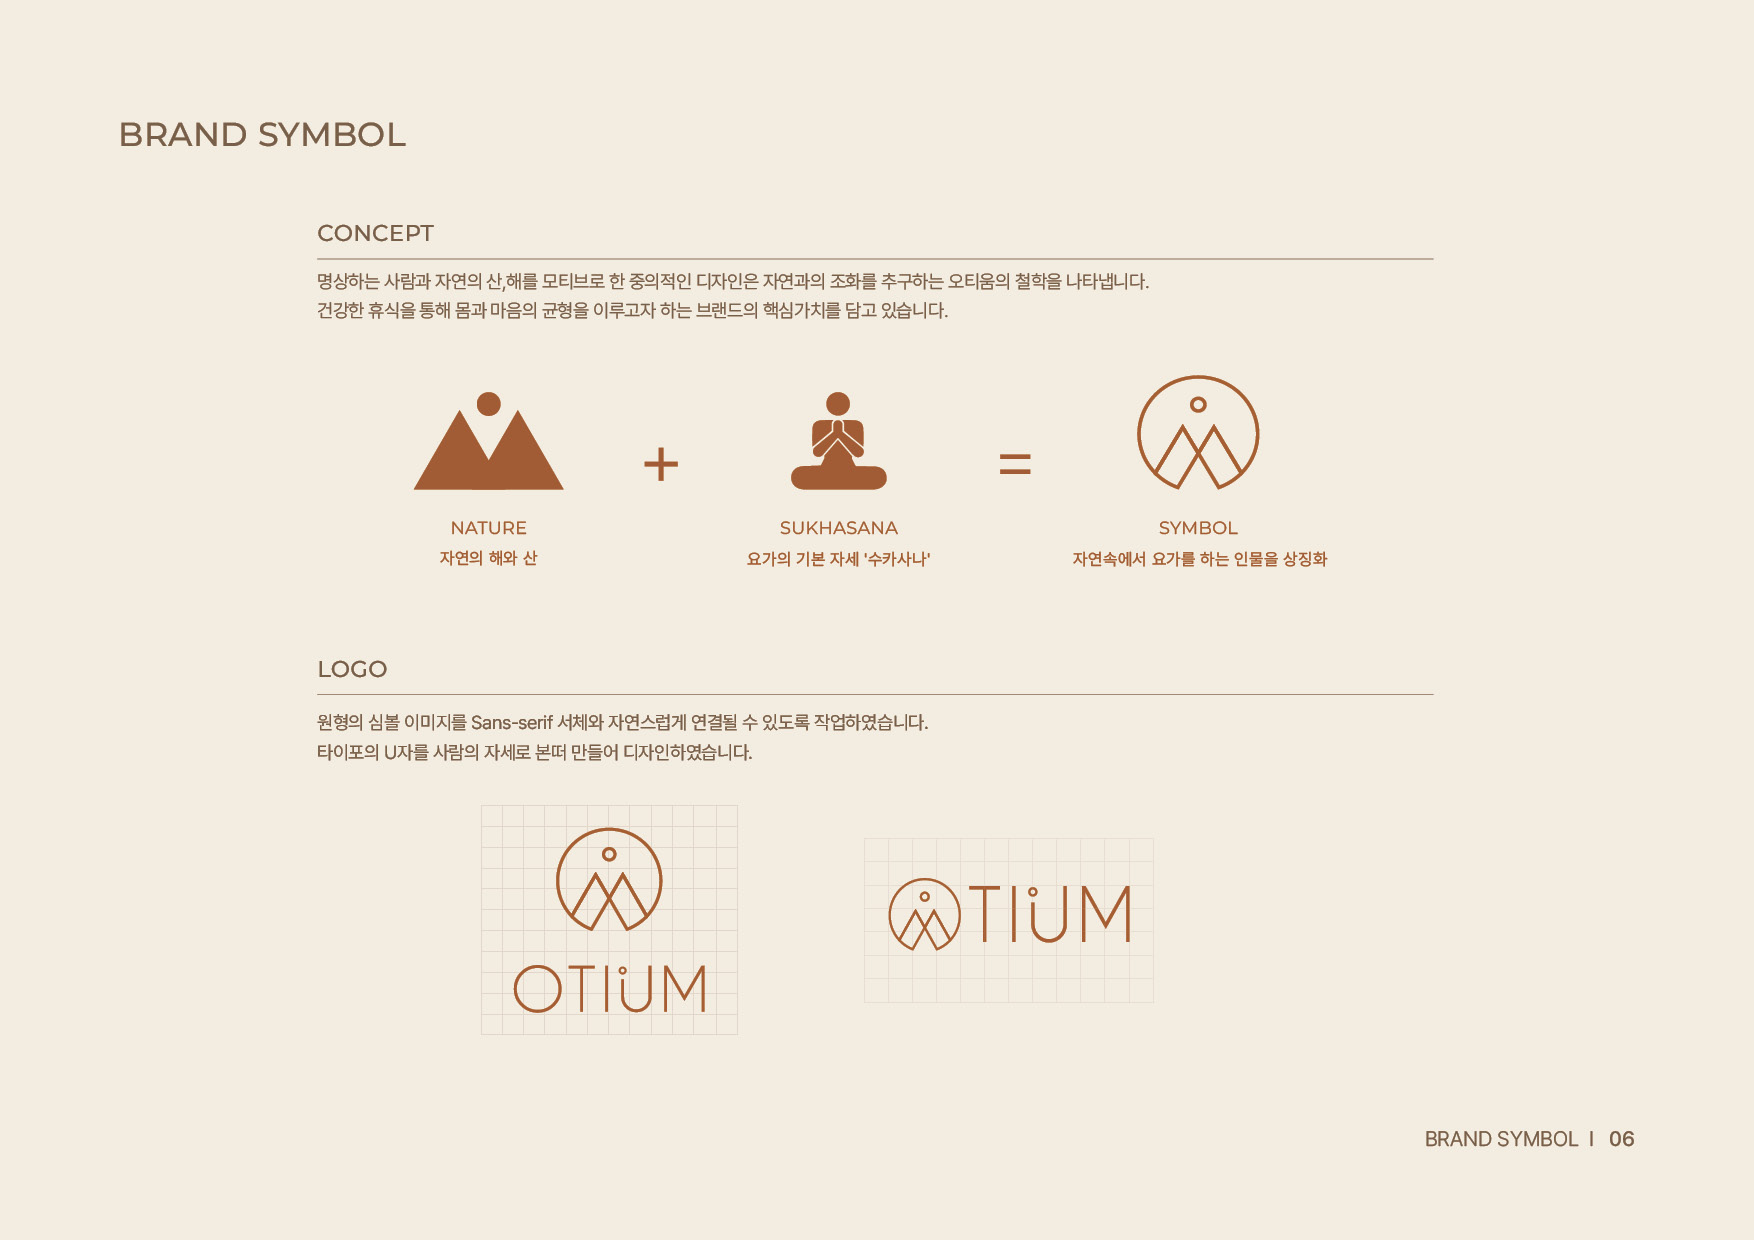 BRAND SYMBOL
CONCEPT
명상하는 사람과 자연의 산,해를 모티브로 한 중의적인 디자인은 자연과의 조화를 추구하는 오티움의 철학을 나타냅니다.
건강한 휴식을 통해 몸과 마음의 균형을 이루고자 하는 브랜드의 핵심가치를 담고 있습니다.
+ =
NATURE
자연의 해와 산
SUKHASANA
요가의 기본 자세 '수카사나'
SYMBOL
자연속에서 요가를 하는 인물을 상징화
LOGO
원형의 심볼 이미지를 Sans-serif 서체와 자연스럽게 연결될 수 있도록 작업하였습니다.
타이포의 U자를 사람의 자세로 본떠 만들어 디자인하였습니다.
OTIUM
OTIUM
BRAND SYMBOL I 06